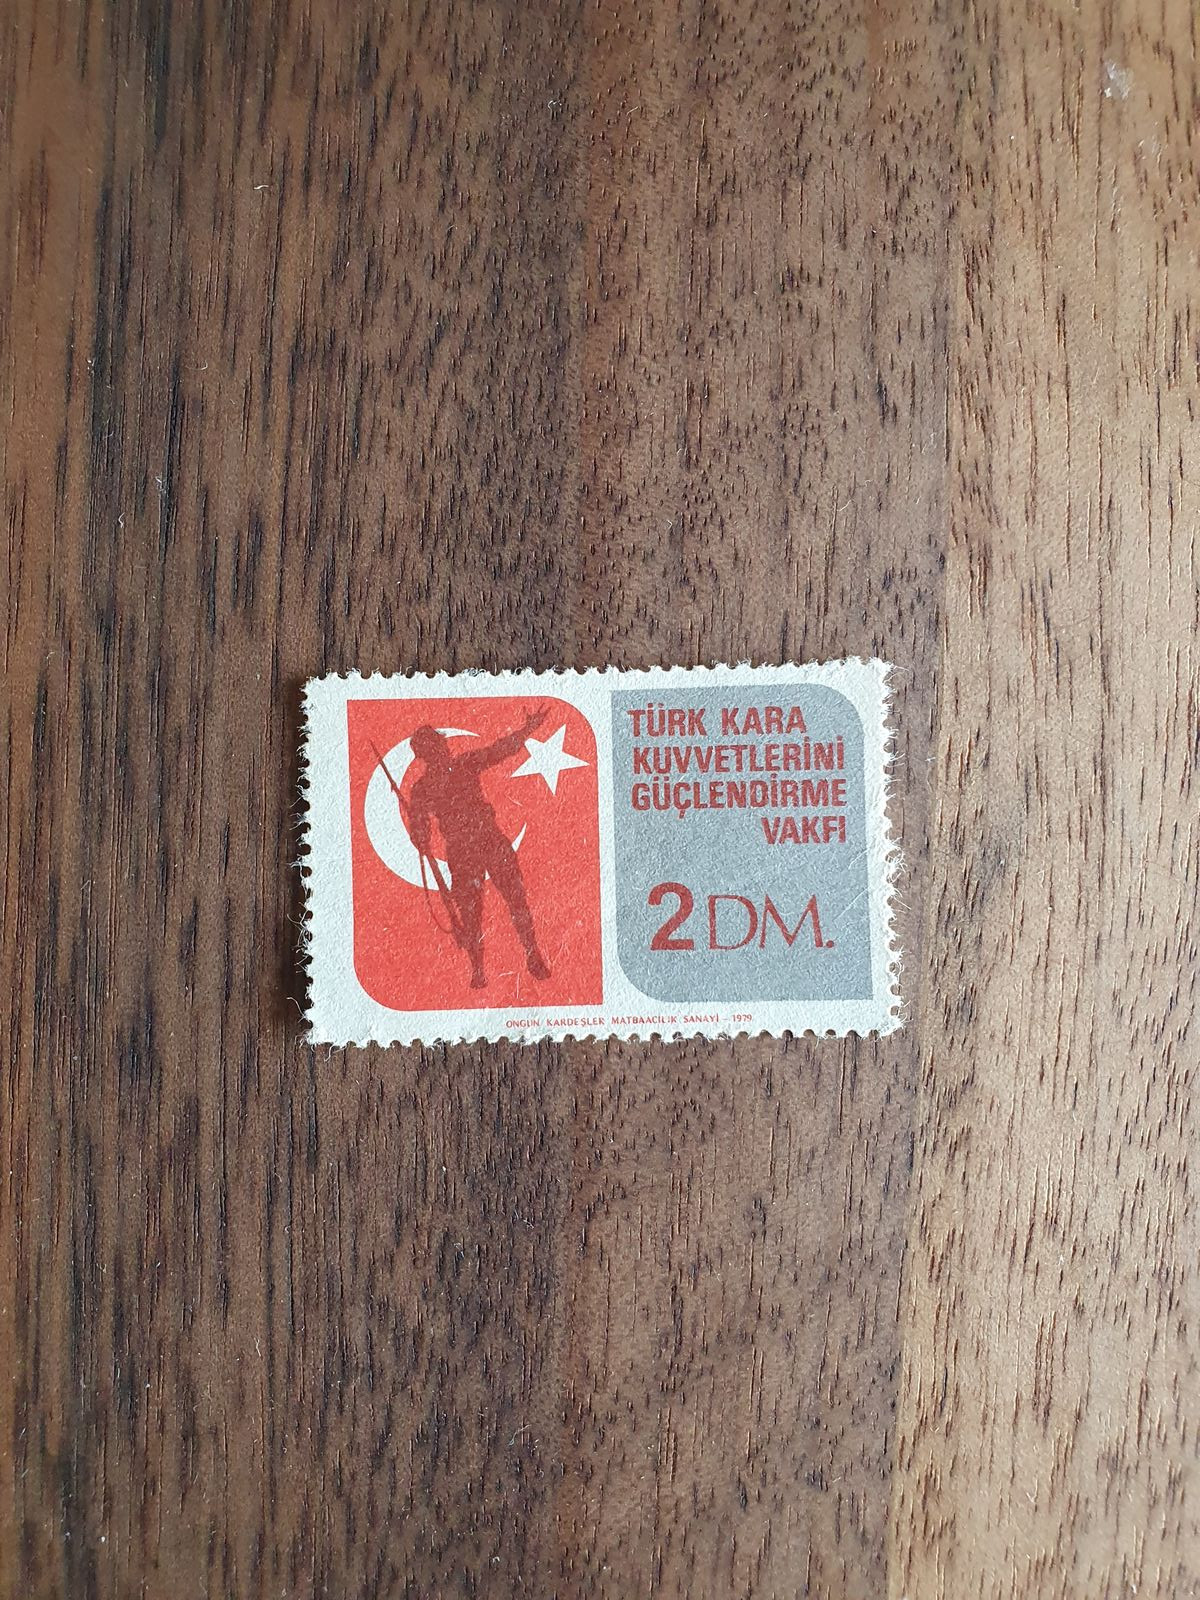 TÜRK KARA
KUVVETLERİNİ
GÜÇLENDİRME
VAKFI
2 DM.
ONGUN KARDEŞLER MATBAACILIK SANAYİ – 1979